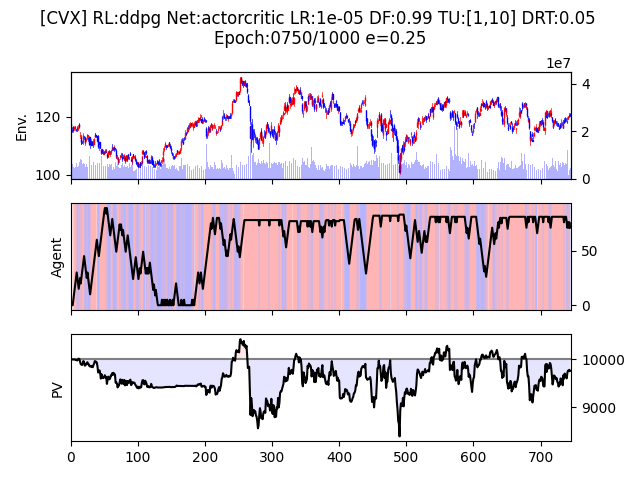 [CVX] RL:ddpg Net:actorcritic LR:1e-05 DF:0.99 TU:[1,10] DRT:0.05
Epoch:0750/1000 e=0.25
1e7
Env.
120
100
4
2
0
Agent
50
0
PV
10000
9000
0 100 200 300 400 500 600 700